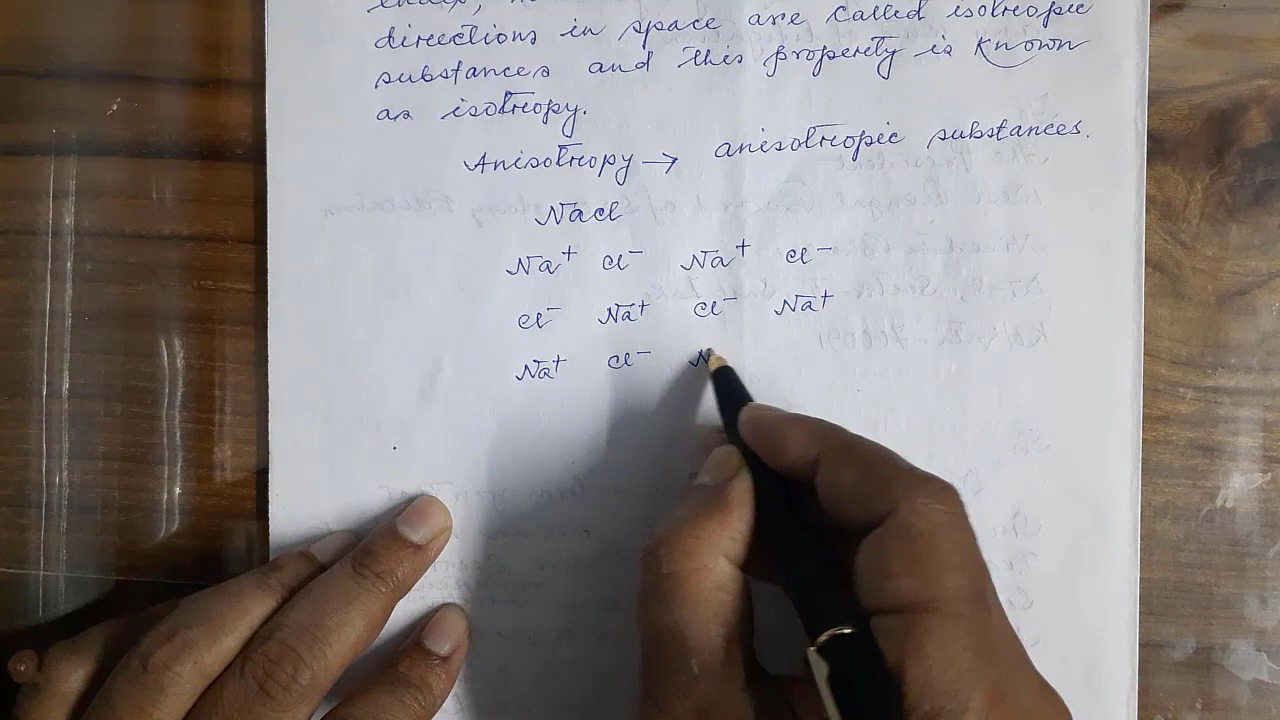 directions in space are called isotropic
substances and this property is known
as isotropy.
Anisotropy → anisotropic substances.
NaCl
Na⁺ Cl⁻ Na⁺ Cl⁻
Cl⁻ Na⁺ Cl⁻ Na⁺
Na⁺ Cl⁻ N